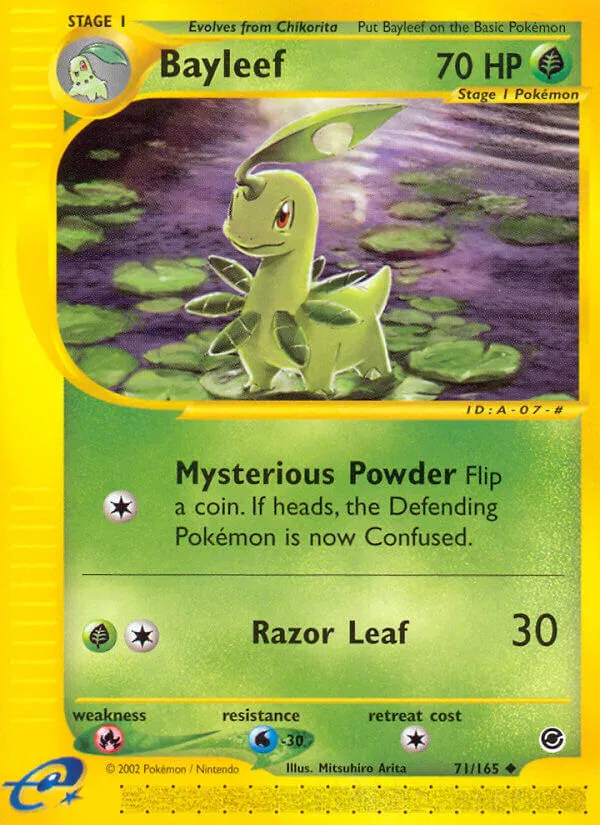 STAGE 1
Evolves from Chikorita Put Bayleef on the Basic Pokémon
Bayleef 70 HP
Stage 1 Pokémon
ID:A-07-#
Mysterious Powder Flip
a coin. If heads, the Defending
Pokémon is now Confused.
Razor Leaf 30
weakness resistance retreat cost
-30
© 2002 Pokémon / Nintendo Illus. Mitsuhiro Arita 71/165 ◆
e